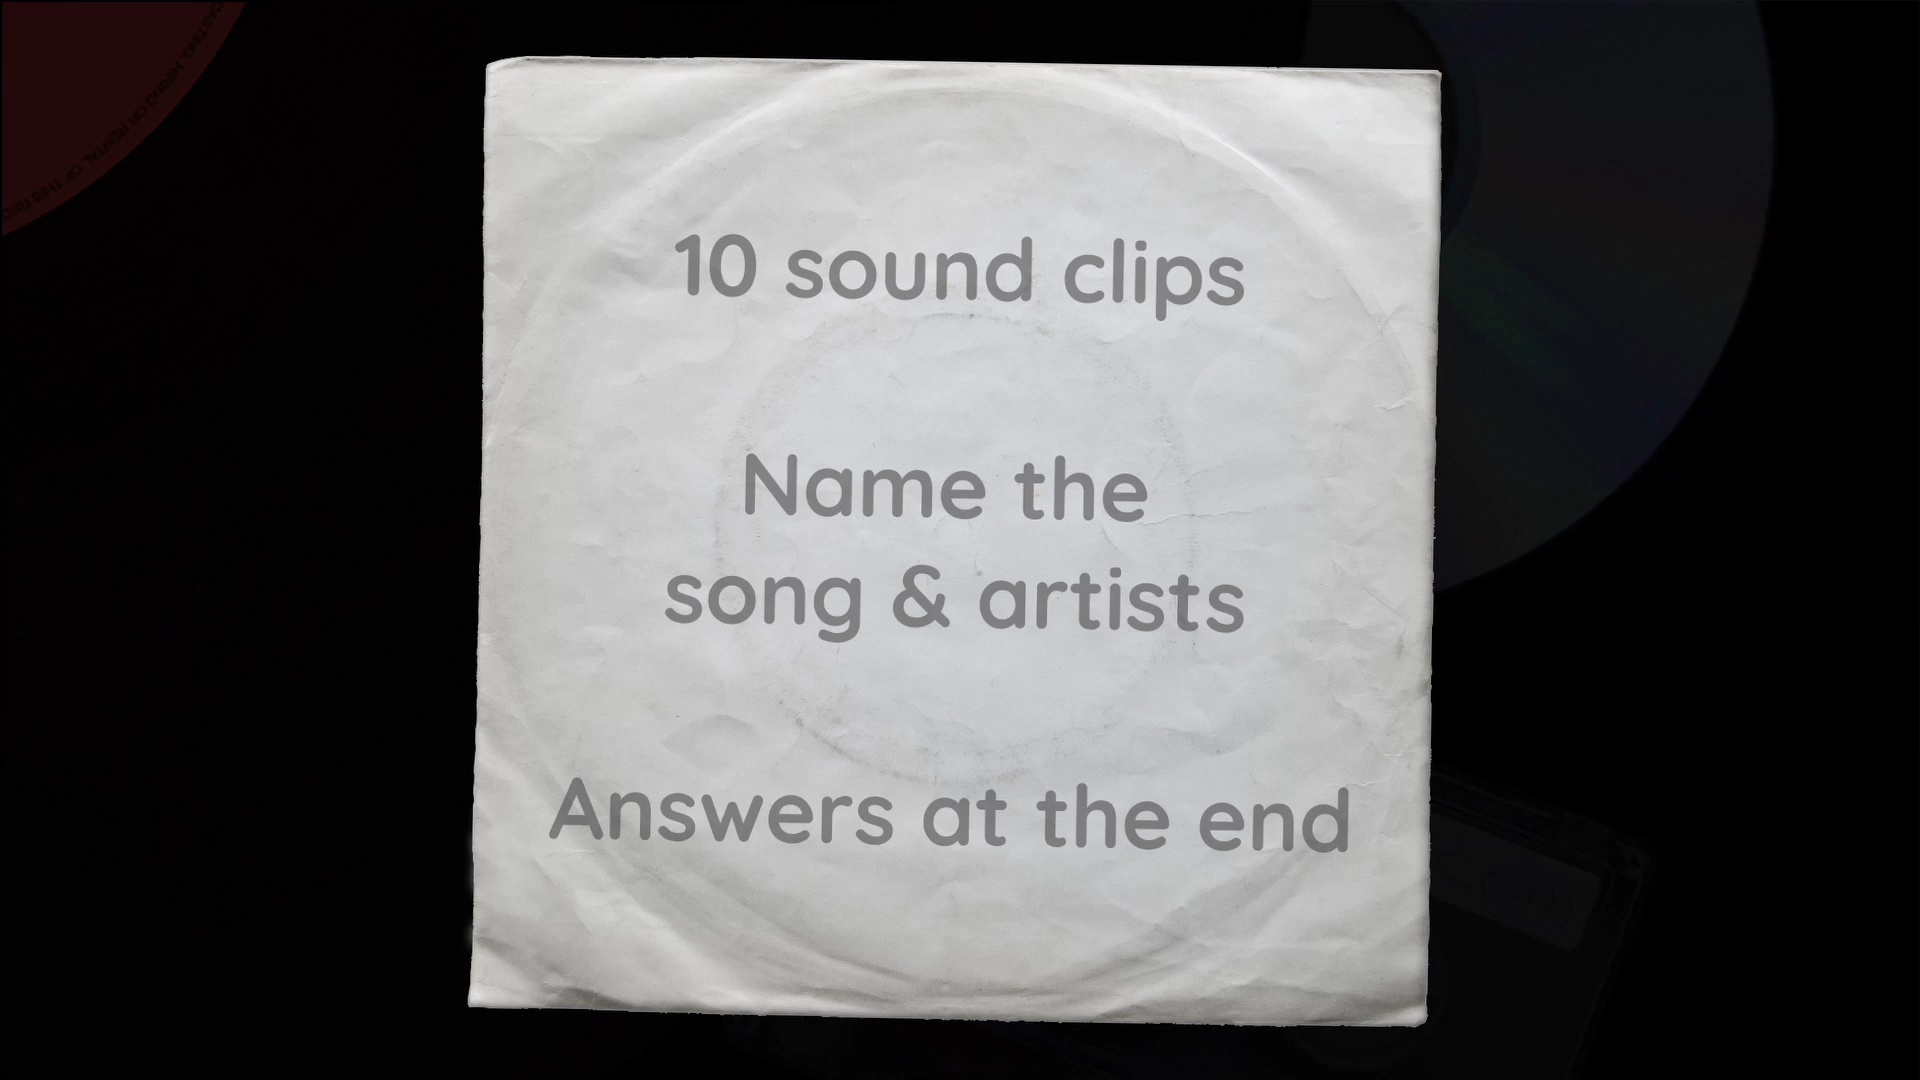 10 sound clips
Name the
song & artists
Answers at the end